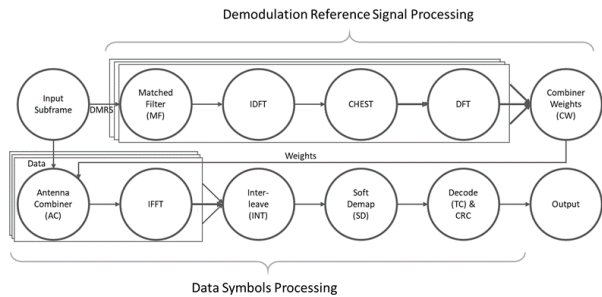 Demodulation Reference Signal Processing
Input
Subframe
DMRS
Matched
Filter
(MF)
IDFT
CHEST
DFT
Combiner
Weights
(CW)
Data
Weights
Antenna
Combiner
(AC)
IFFT
Inter-
leave
(INT)
Soft
Demap
(SD)
Decode
(TC) &
CRC
Output
Data Symbols Processing